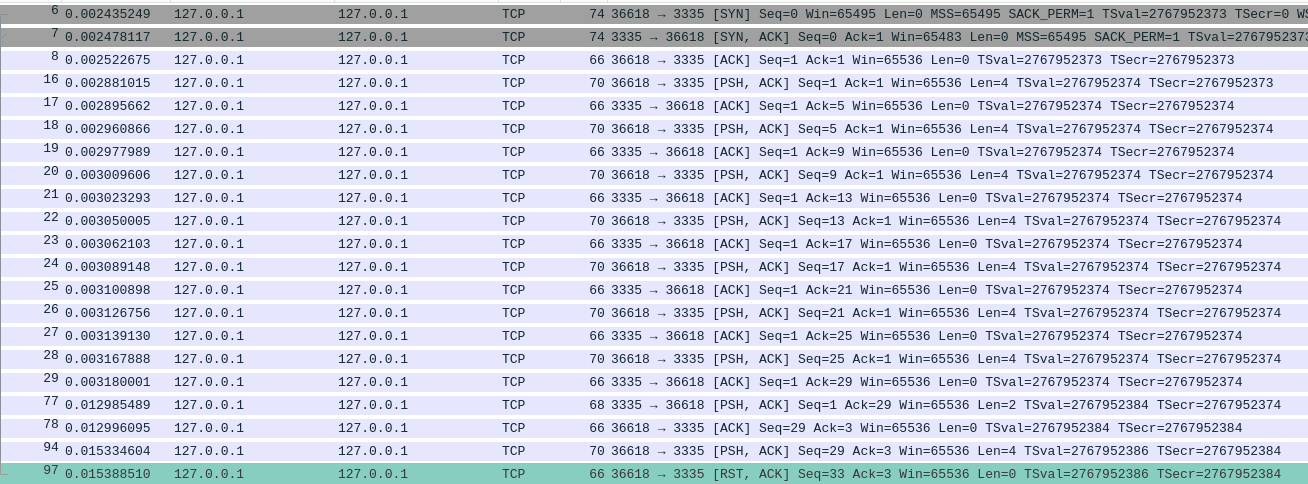 6 0.002435249 127.0.0.1 127.0.0.1 TCP 74 36618 → 3335 [SYN] Seq=0 Win=65495 Len=0 MSS=65495 SACK_PERM=1 TSval=2767952373 TSecr=0 WS
7 0.002478117 127.0.0.1 127.0.0.1 TCP 74 3335 → 36618 [SYN, ACK] Seq=0 Ack=1 Win=65483 Len=0 MSS=65495 SACK_PERM=1 TSval=2767952373
8 0.002522675 127.0.0.1 127.0.0.1 TCP 66 36618 → 3335 [ACK] Seq=1 Ack=1 Win=65536 Len=0 TSval=2767952373 TSecr=2767952373
16 0.002881015 127.0.0.1 127.0.0.1 TCP 70 36618 → 3335 [PSH, ACK] Seq=1 Ack=1 Win=65536 Len=4 TSval=2767952374 TSecr=2767952373
17 0.002895662 127.0.0.1 127.0.0.1 TCP 66 3335 → 36618 [ACK] Seq=1 Ack=5 Win=65536 Len=0 TSval=2767952374 TSecr=2767952374
18 0.002960866 127.0.0.1 127.0.0.1 TCP 70 36618 → 3335 [PSH, ACK] Seq=5 Ack=1 Win=65536 Len=4 TSval=2767952374 TSecr=2767952374
19 0.002977989 127.0.0.1 127.0.0.1 TCP 66 3335 → 36618 [ACK] Seq=1 Ack=9 Win=65536 Len=0 TSval=2767952374 TSecr=2767952374
20 0.003009606 127.0.0.1 127.0.0.1 TCP 70 36618 → 3335 [PSH, ACK] Seq=9 Ack=1 Win=65536 Len=4 TSval=2767952374 TSecr=2767952374
21 0.003023293 127.0.0.1 127.0.0.1 TCP 66 3335 → 36618 [ACK] Seq=1 Ack=13 Win=65536 Len=0 TSval=2767952374 TSecr=2767952374
22 0.003050005 127.0.0.1 127.0.0.1 TCP 70 36618 → 3335 [PSH, ACK] Seq=13 Ack=1 Win=65536 Len=4 TSval=2767952374 TSecr=2767952374
23 0.003062103 127.0.0.1 127.0.0.1 TCP 66 3335 → 36618 [ACK] Seq=1 Ack=17 Win=65536 Len=0 TSval=2767952374 TSecr=2767952374
24 0.003089148 127.0.0.1 127.0.0.1 TCP 70 36618 → 3335 [PSH, ACK] Seq=17 Ack=1 Win=65536 Len=4 TSval=2767952374 TSecr=2767952374
25 0.003100898 127.0.0.1 127.0.0.1 TCP 66 3335 → 36618 [ACK] Seq=1 Ack=21 Win=65536 Len=0 TSval=2767952374 TSecr=2767952374
26 0.003126756 127.0.0.1 127.0.0.1 TCP 70 36618 → 3335 [PSH, ACK] Seq=21 Ack=1 Win=65536 Len=4 TSval=2767952374 TSecr=2767952374
27 0.003139130 127.0.0.1 127.0.0.1 TCP 66 3335 → 36618 [ACK] Seq=1 Ack=25 Win=65536 Len=0 TSval=2767952374 TSecr=2767952374
28 0.003167888 127.0.0.1 127.0.0.1 TCP 70 36618 → 3335 [PSH, ACK] Seq=25 Ack=1 Win=65536 Len=4 TSval=2767952374 TSecr=2767952374
29 0.003180001 127.0.0.1 127.0.0.1 TCP 66 3335 → 36618 [ACK] Seq=1 Ack=29 Win=65536 Len=0 TSval=2767952374 TSecr=2767952374
77 0.012985489 127.0.0.1 127.0.0.1 TCP 68 3335 → 36618 [PSH, ACK] Seq=1 Ack=29 Win=65536 Len=2 TSval=2767952384 TSecr=2767952374
78 0.012996095 127.0.0.1 127.0.0.1 TCP 66 36618 → 3335 [ACK] Seq=29 Ack=3 Win=65536 Len=0 TSval=2767952384 TSecr=2767952384
94 0.015334604 127.0.0.1 127.0.0.1 TCP 70 36618 → 3335 [PSH, ACK] Seq=29 Ack=3 Win=65536 Len=4 TSval=2767952386 TSecr=2767952384
97 0.015388510 127.0.0.1 127.0.0.1 TCP 66 36618 → 3335 [RST, ACK] Seq=33 Ack=3 Win=65536 Len=0 TSval=2767952386 TSecr=2767952384